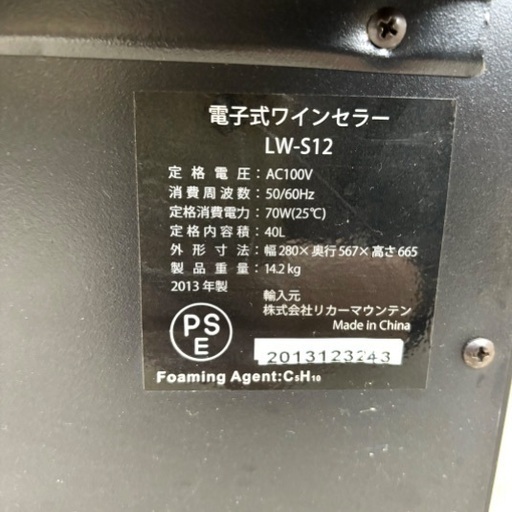 電子式ワインセラー
LW-S12
定格電圧：AC100V
消費周波数：50/60Hz
定格消費電力：70W(25℃)
定格内容積：40L
外形寸法：幅280×奥行567×高さ665
製品重量：14.2kg
2013年製
輸入元
株式会社リカーマウンテン
Made in China
PS
E
2013123243
Foaming Agent:C5H10